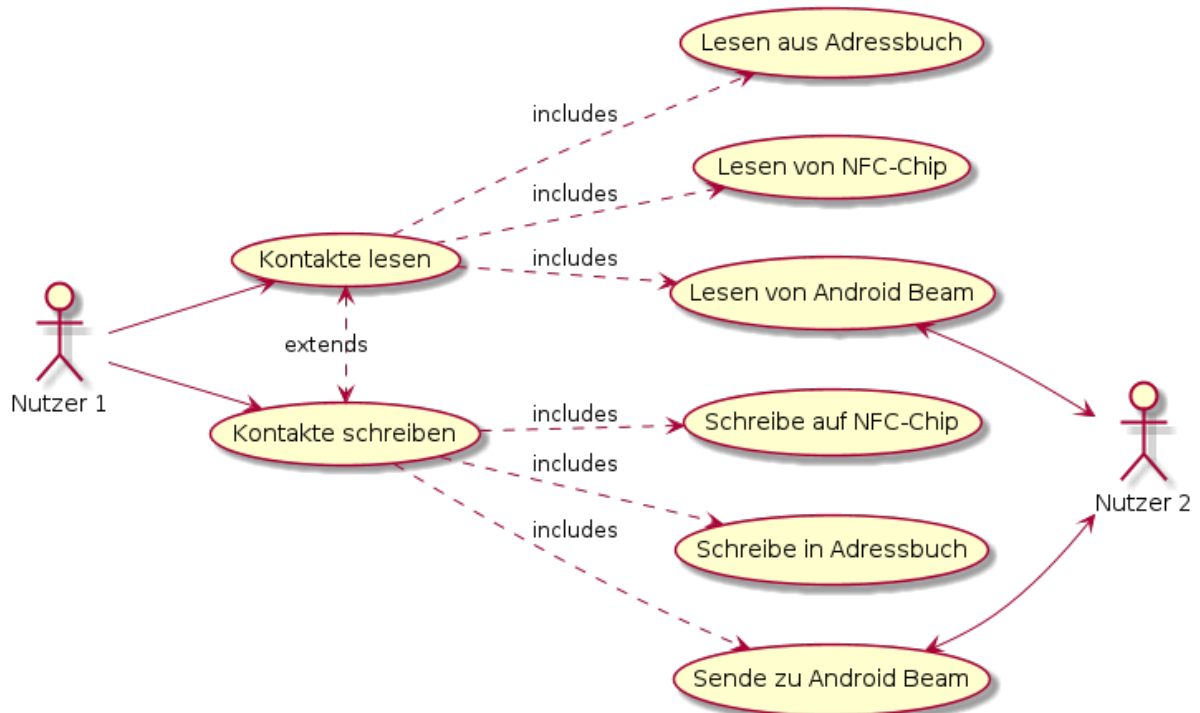 Lesen aus Adressbuch
includes
Lesen von NFC-Chip
includes
Kontakte lesen
includes
Lesen von Android Beam
extends
Nutzer 1
includes
Schreibe auf NFC-Chip
Kontakte schreiben
includes
Nutzer 2
includes
Schreibe in Adressbuch
Sende zu Android Beam